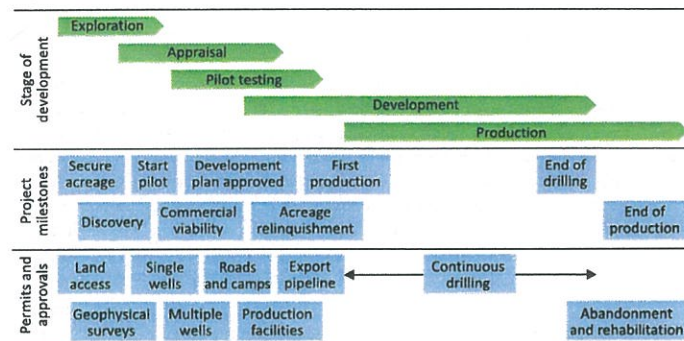 Stage of
development
Exploration
Appraisal
Pilot testing
Development
Production
Project
milestones
Secure
acreage
Start
pilot
Development
plan approved
First
production
End of
drilling
Discovery
Commercial
viability
Acreage
relinquishment
End of
production
Permits and
approvals
Land
access
Single
wells
Roads
and camps
Export
pipeline
Continuous
drilling
Geophysical
surveys
Multiple
wells
Production
facilities
Abandonment
and rehabilitation